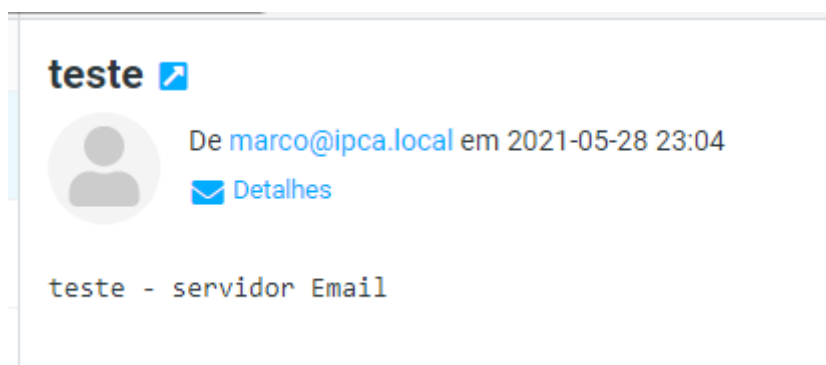 teste
De marco@ipca.local em 2021-05-28 23:04
Detalhes
teste - servidor Email